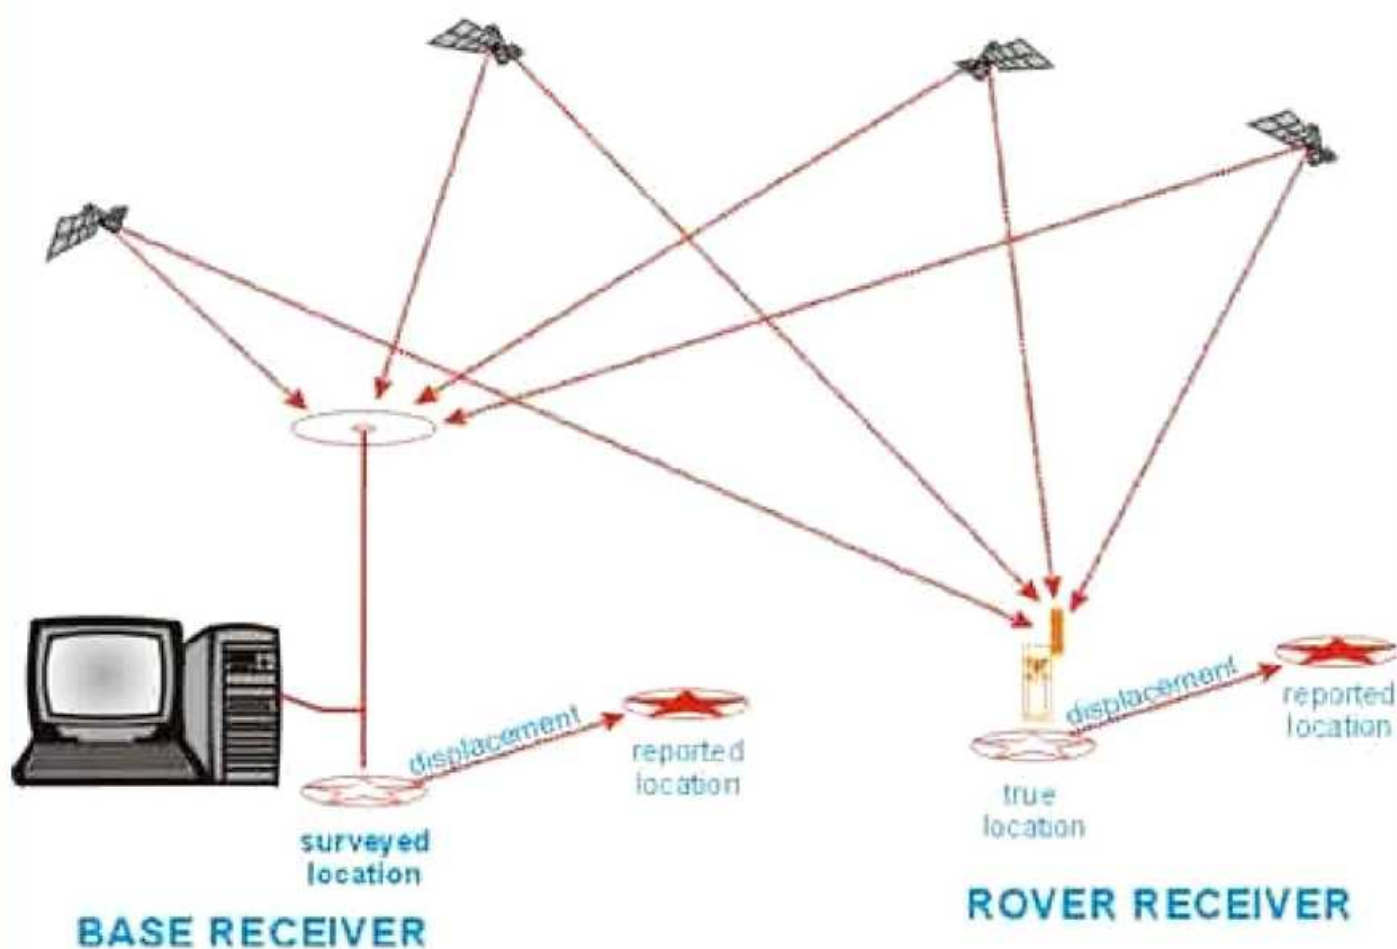 displacement
reported
location
surveyed
location
BASE RECEIVER
displacement
reported
location
true
location
ROVER RECEIVER